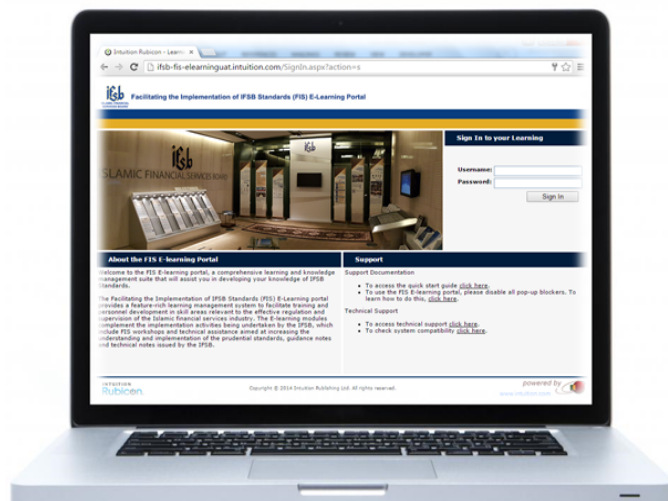 Intuition Rubicon - Learn
ifsb-fis-elearninguat.intuition.com/SignIn.aspx?action=s
ifsb
Facilitating the Implementation of IFSB Standards (FIS) E-Learning Portal
ifsb
ISLAMIC FINANCIAL SERVICES BOARD
Sign In to your Learning
Username:
Password:
Sign In
About the FIS E-learning Portal
Welcome to the FIS E-learning portal, a comprehensive learning and knowledge
management suite that will assist you in developing your knowledge of IFSB
Standards.
The Facilitating the Implementation of IFSB Standards (FIS) E-Learning portal
provides a feature-rich learning management system to facilitate training and
personnel development in skill areas relevant to the effective regulation and
supervision of the Islamic financial services industry. The E-learning modules
complement the implementation activities being undertaken by the IFSB, which
include FIS workshops and technical assistance aimed at increasing the
understanding and implementation of the prudential standards, guidance notes
and technical notes issued by the IFSB.
Support
Support Documentation
To access the quick start guide click here.
To use the FIS E-learning portal, please disable all pop-up blockers. To
learn how to do this, click here.
Technical Support
To access technical support click here.
To check system compatibility click here.
INTUITION
Rubicon
Copyright © 2014 Intuition Publishing Ltd. All rights reserved.
powered by
www.intuition.com